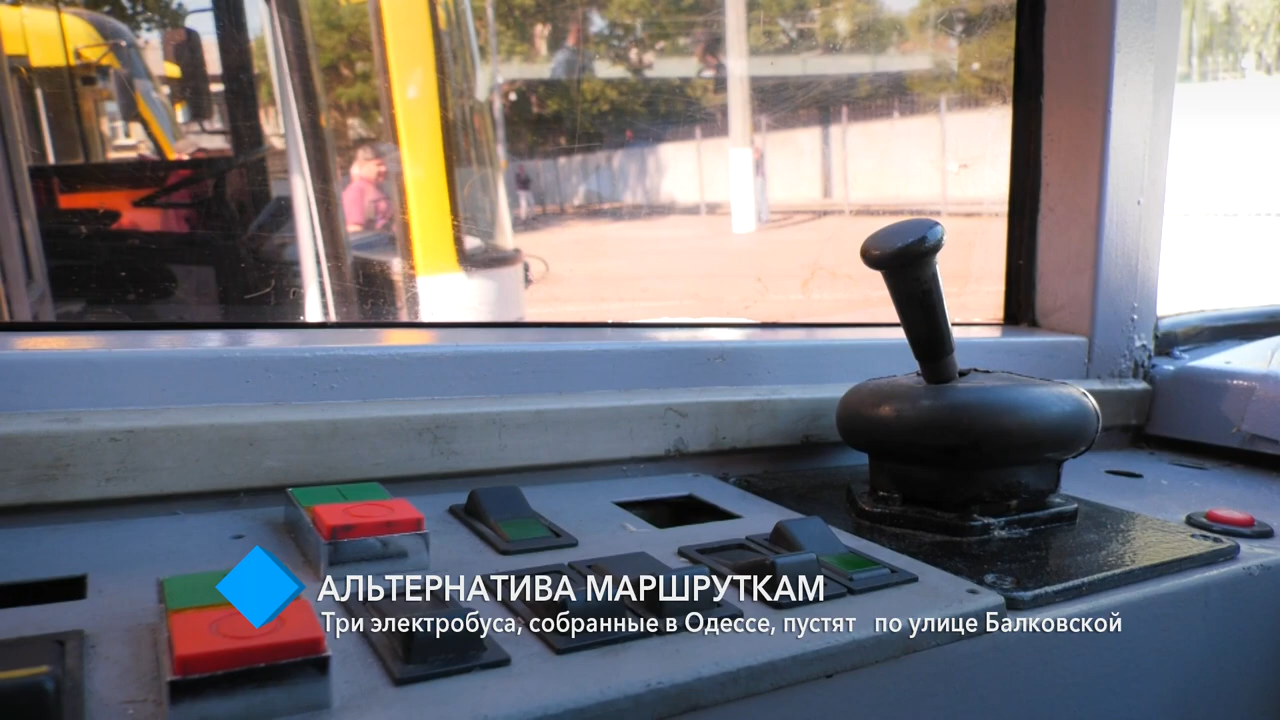 АЛЬТЕРНАТИВА МАРШРУТКАМ
Три электробуса, собранные в Одессе, пустят по улице Балковской